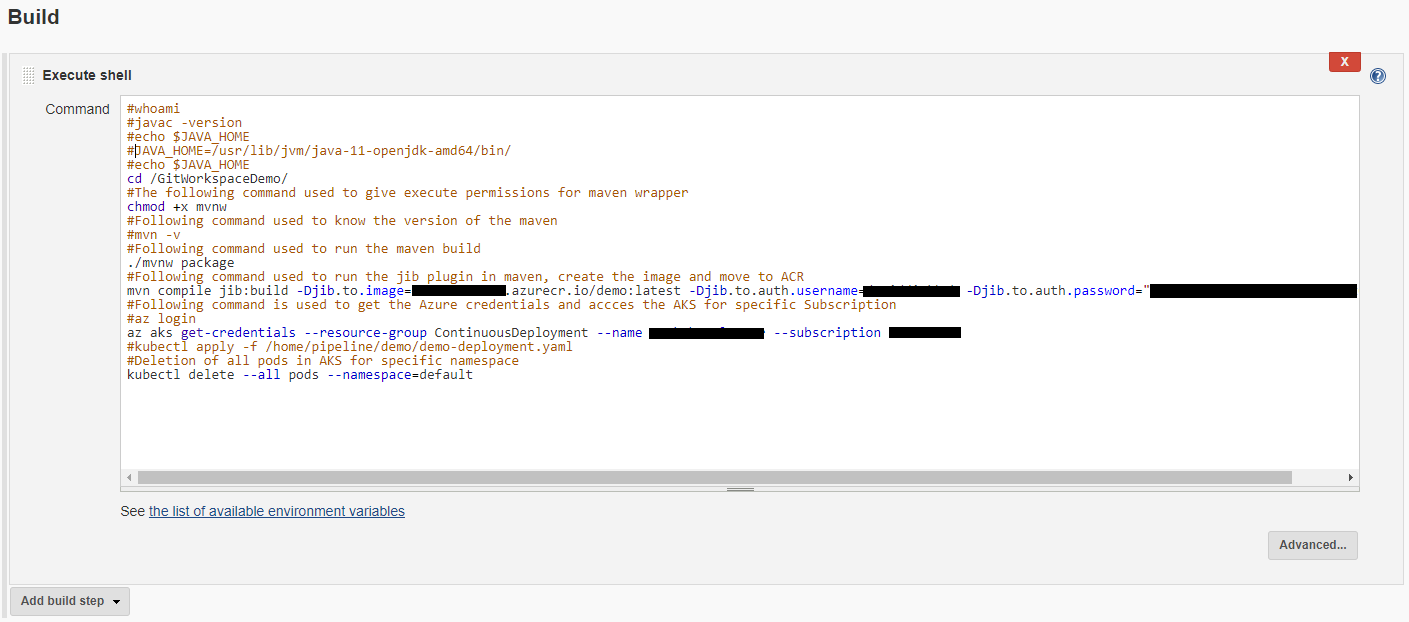 Build
X
Execute shell
?
Command
#whoami
#javac -version
#echo $JAVA_HOME
#JAVA_HOME=/usr/lib/jvm/java-11-openjdk-amd64/bin/
#echo $JAVA_HOME
cd /GitWorkspaceDemo/
#The following command used to give execute permissions for maven wrapper
chmod +x mvnw
#Following command used to know the version of the maven
#mvn -v
#Following command used to run the maven build
./mvnw package
#Following command used to run the jib plugin in maven, create the image and move to ACR
mvn compile jib:build -Djib.to.image= .azurecr.io/demo:latest -Djib.to.auth.username= -Djib.to.auth.password="
#Following command is used to get the Azure credentials and accces the AKS for specific Subscription
#az login
az aks get-credentials --resource-group ContinuousDeployment --name --subscription
#kubectl apply -f /home/pipeline/demo/demo-deployment.yaml
#Deletion of all pods in AKS for specific namespace
kubectl delete --all pods --namespace=default
See the list of available environment variables
Advanced...
Add build step